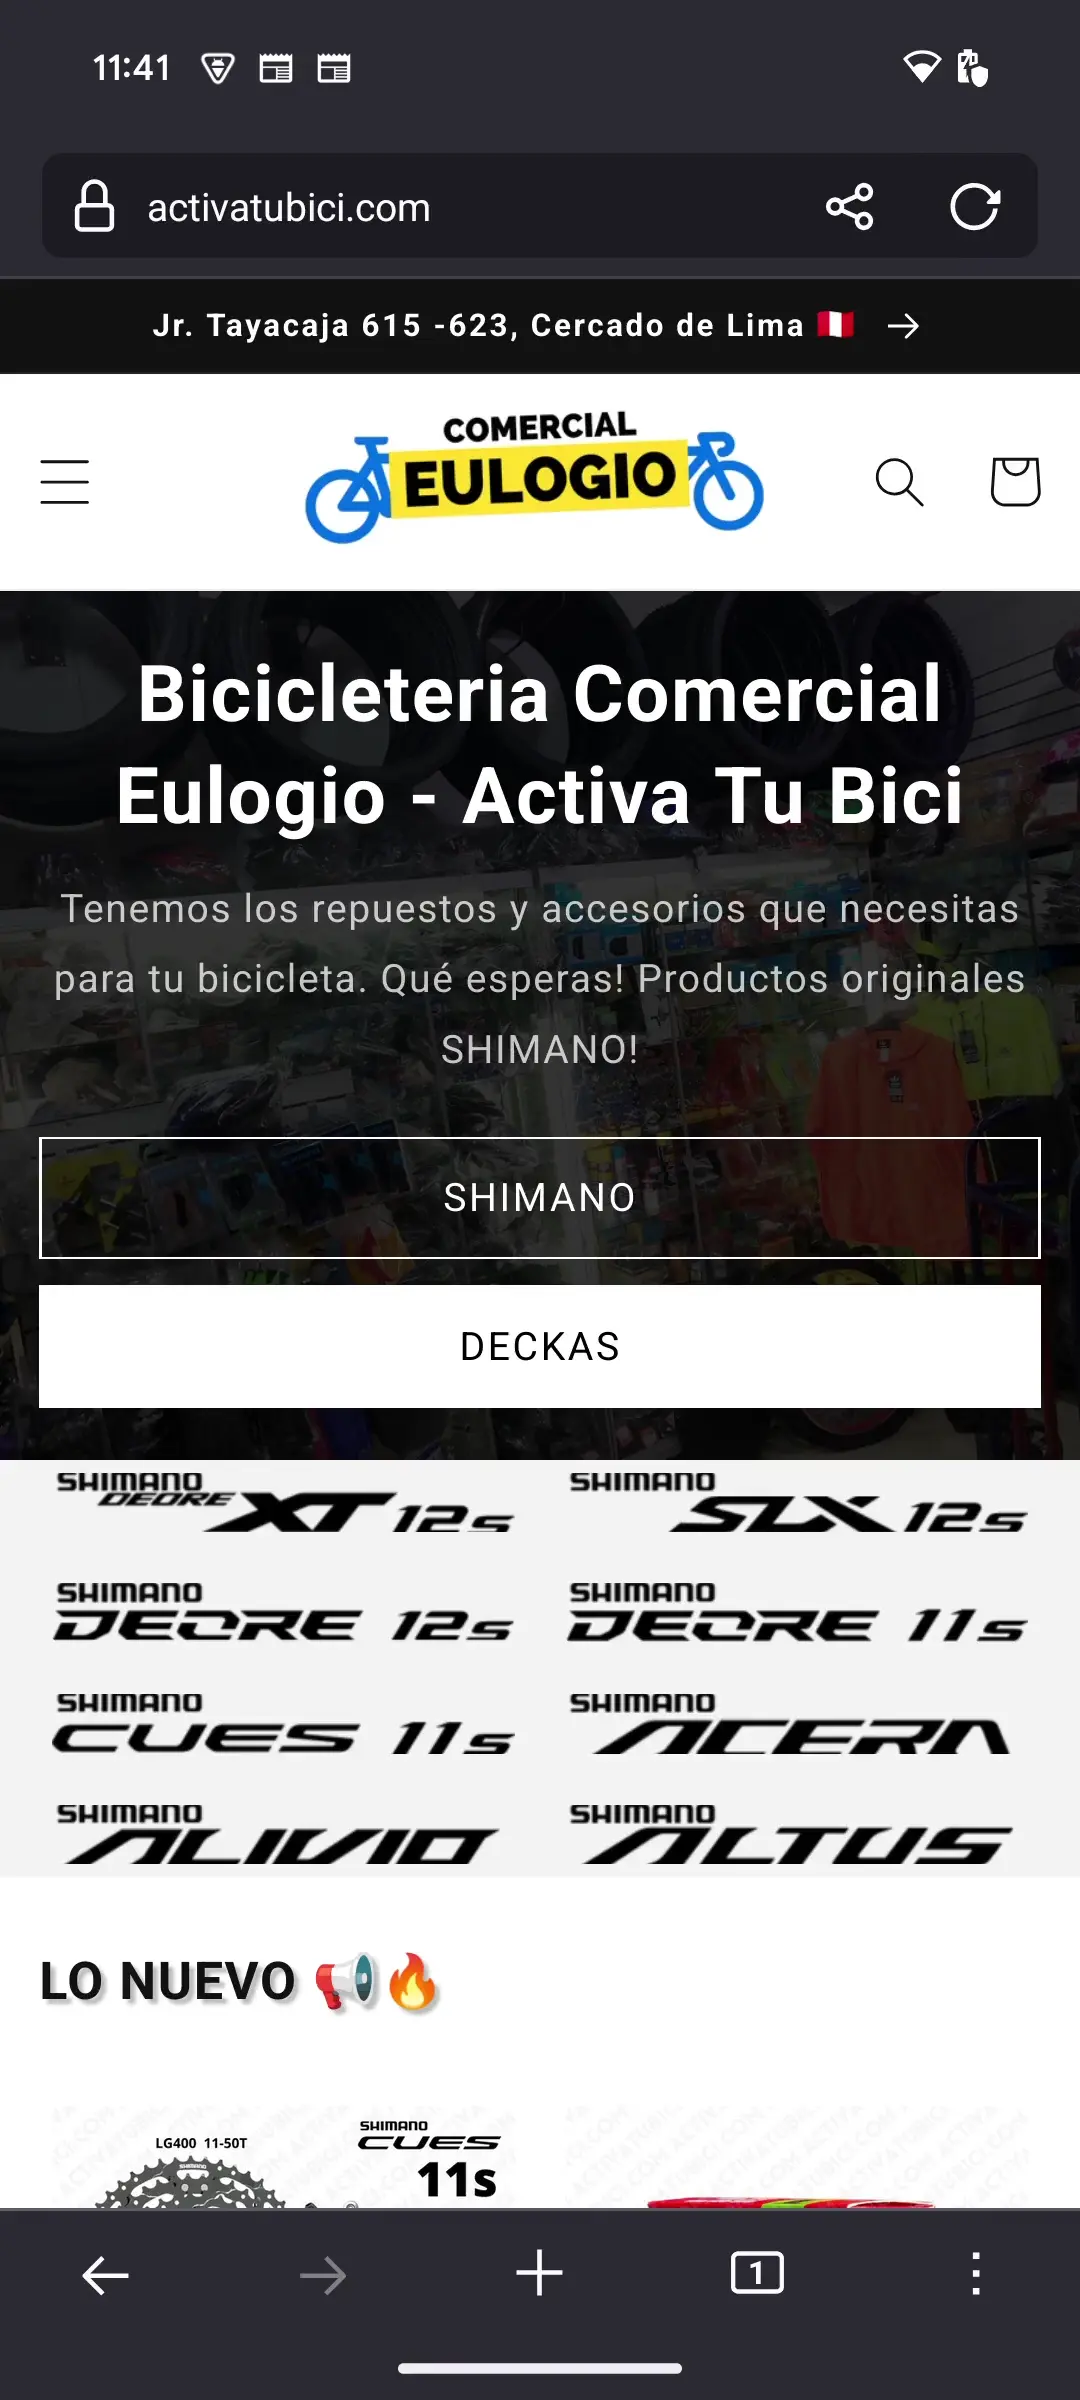 11:41
activatubici.com
Jr. Tayacaja 615 -623, Cercado de Lima 🇵🇪 →
COMERCIAL
EULOGIO
Bicicleteria Comercial
Eulogio - Activa Tu Bici
Tenemos los repuestos y accesorios que necesitas
para tu bicicleta. Qué esperas! Productos originales
SHIMANO!
SHIMANO
DECKAS
SHIMANO
DEORE XT 12s
SHIMANO
SLX 12s
SHIMANO
DEORE 12s
SHIMANO
DEORE 11s
SHIMANO
CUES 11s
SHIMANO
ACERA
SHIMANO
ALIVIO
SHIMANO
ALTUS
LO NUEVO 📢🔥
LG400 11-50T
SHIMANO
CUES
11s
1